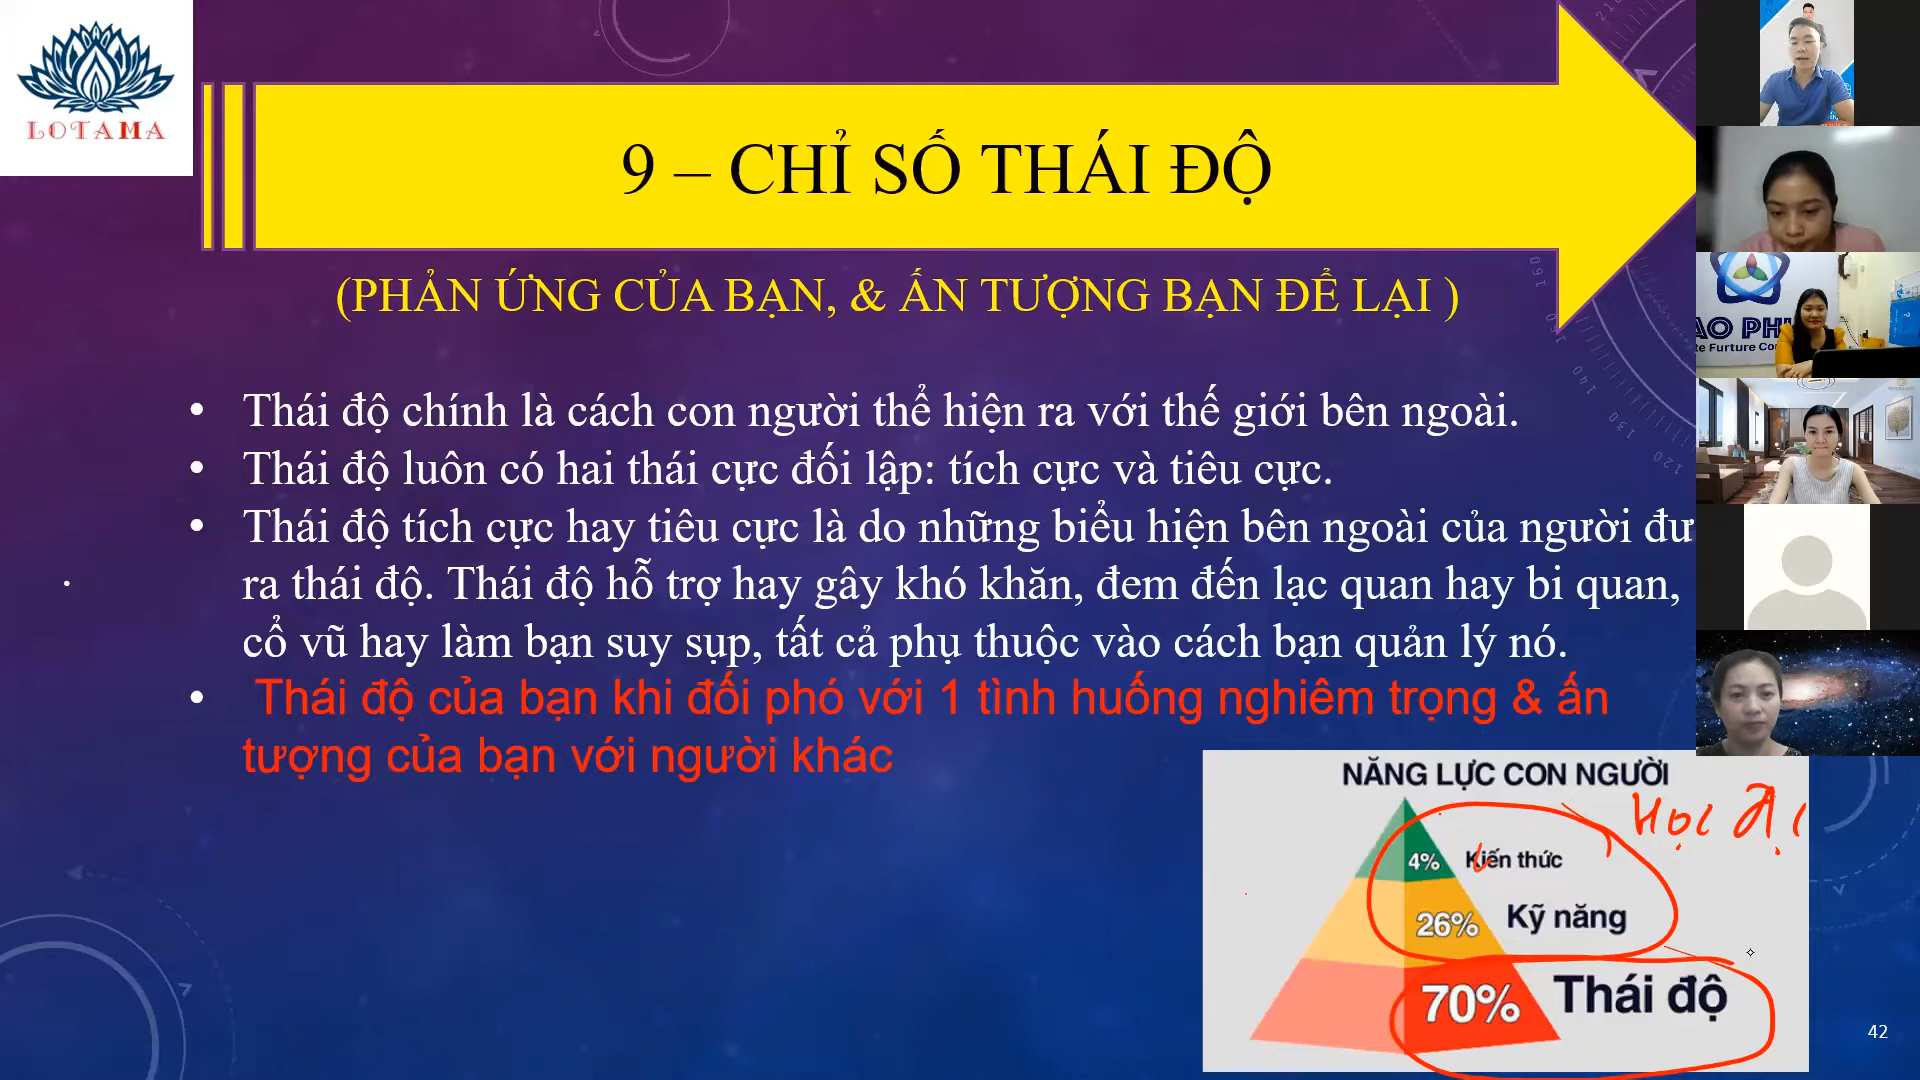 LOTAMA
9 – CHỈ SỐ THÁI ĐỘ
(PHẢN ỨNG CỦA BẠN, & ẤN TƯỢNG BẠN ĐỂ LẠI )
• Thái độ chính là cách con người thể hiện ra với thế giới bên ngoài.
• Thái độ luôn có hai thái cực đối lập: tích cực và tiêu cực.
• Thái độ tích cực hay tiêu cực là do những biểu hiện bên ngoài của người đư
ra thái độ. Thái độ hỗ trợ hay gây khó khăn, đem đến lạc quan hay bi quan,
cổ vũ hay làm bạn suy sụp, tất cả phụ thuộc vào cách bạn quản lý nó.
• Thái độ của bạn khi đối phó với 1 tình huống nghiêm trọng & ấn
tượng của bạn với người khác
NĂNG LỰC CON NGƯỜI
4% Kiến thức
26% Kỹ năng
70% Thái độ
42